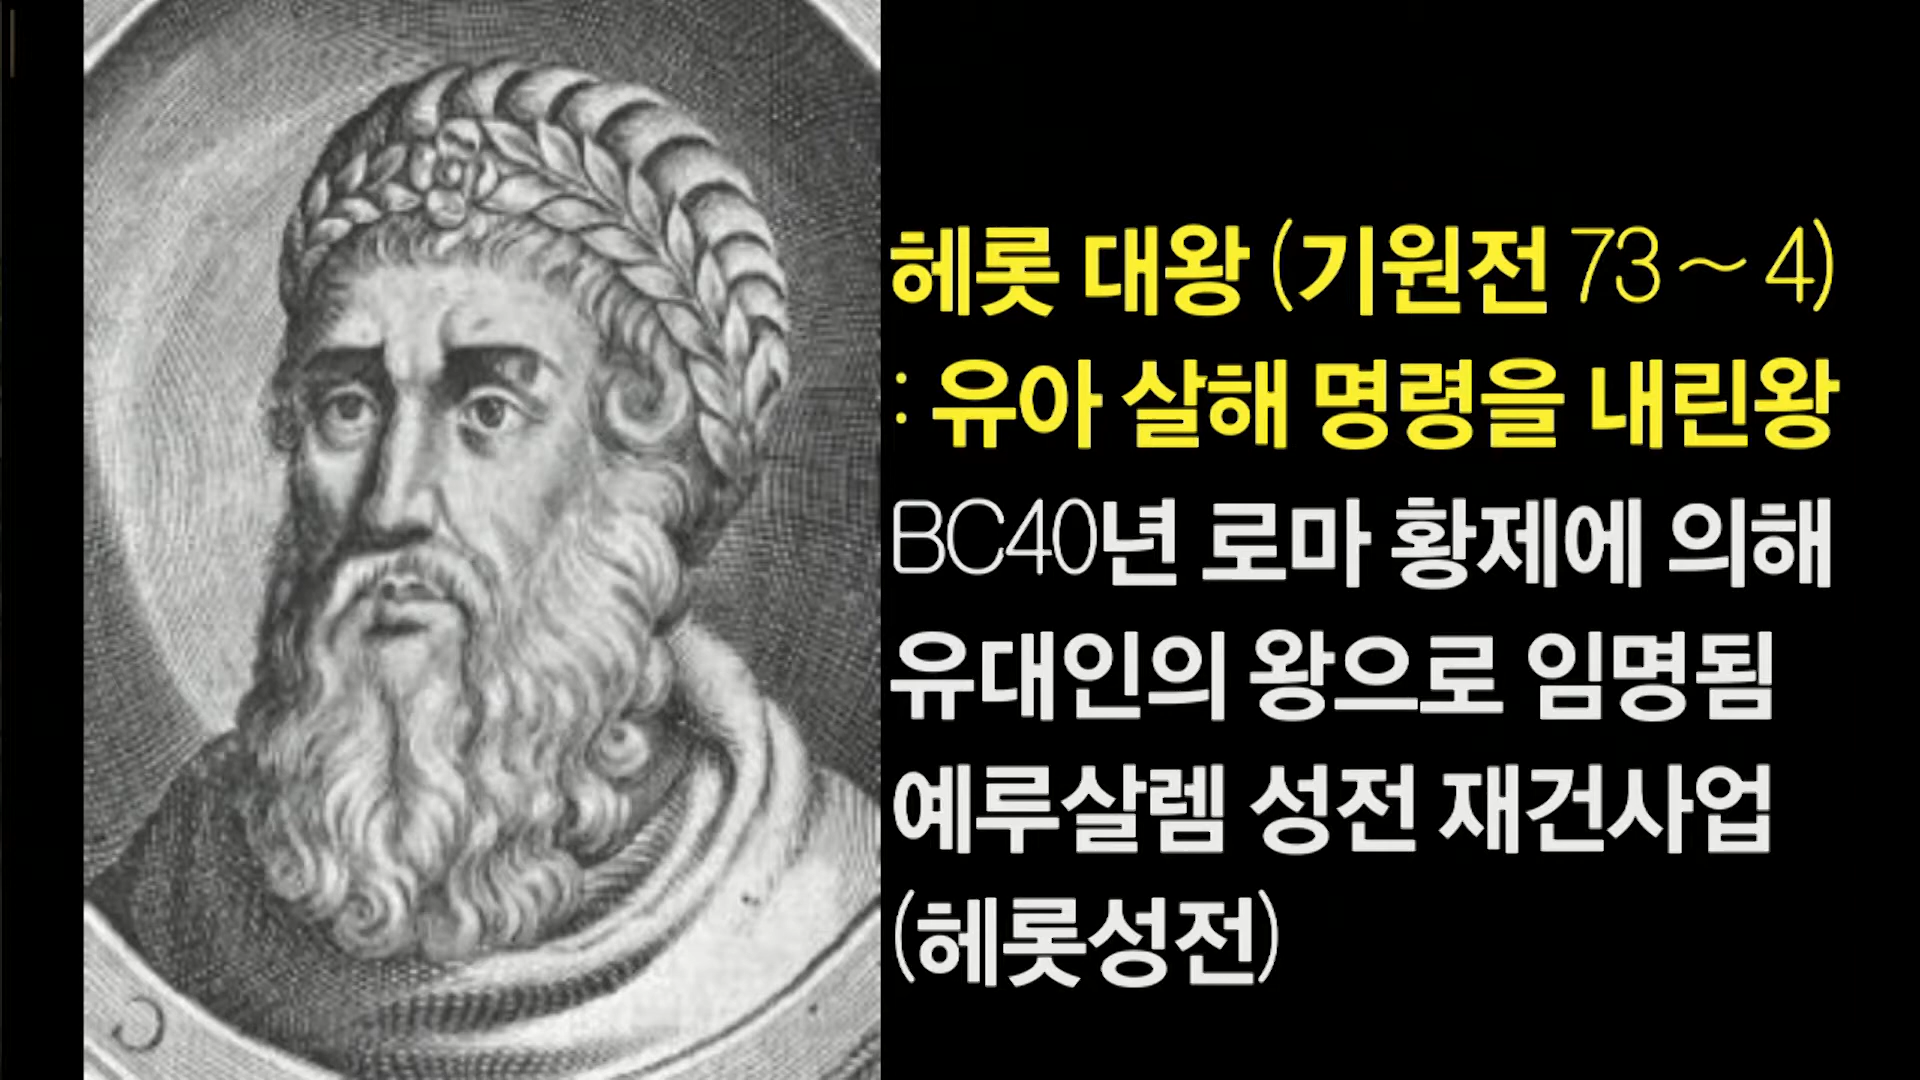 헤롯 대왕 (기원전 73 ~ 4)
: 유아 살해 명령을 내린왕
BC40년 로마 황제에 의해
유대인의 왕으로 임명됨
예루살렘 성전 재건사업
(헤롯성전)